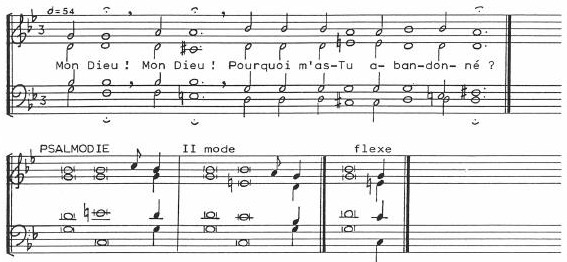 ♩=54
Mon Dieu ! Mon Dieu ! Pourquoi m'as-Tu a-ban-don-né ?
PSALMODIE II mode flexe